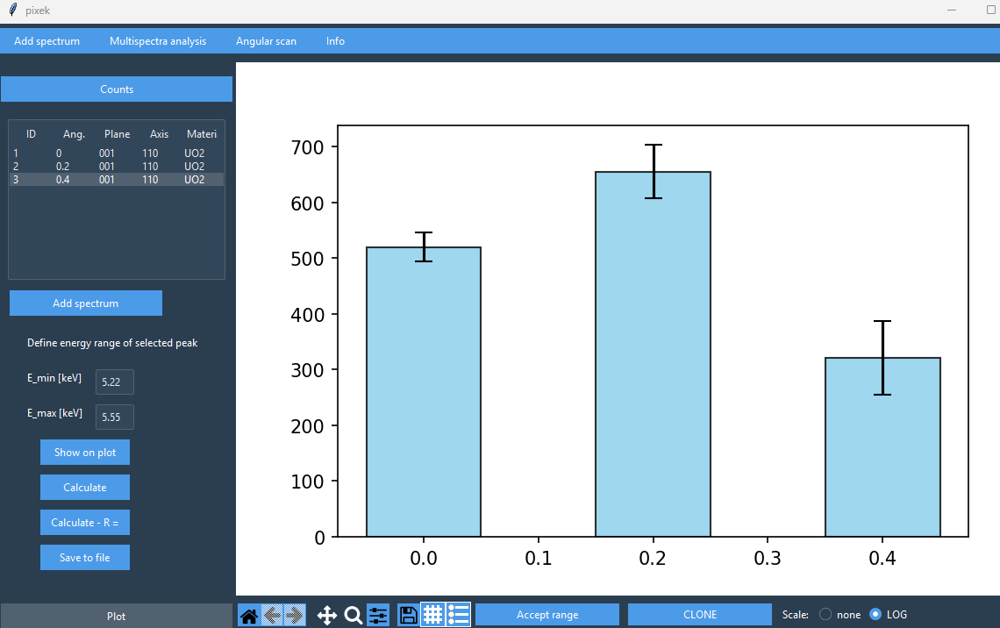 pixek
Add spectrum Multispectra analysis Angular scan Info
Counts
ID Ang. Plane Axis Materi
1 0 001 110 UO2
2 0.2 001 110 UO2
3 0.4 001 110 UO2
Add spectrum
Define energy range of selected peak
E_min [keV] 5.22
E_max [keV] 5.55
Show on plot
Calculate
Calculate - R =
Save to file
Plot
700
600
500
400
300
200
100
0
0.0 0.1 0.2 0.3 0.4
Accept range CLONE Scale: none LOG